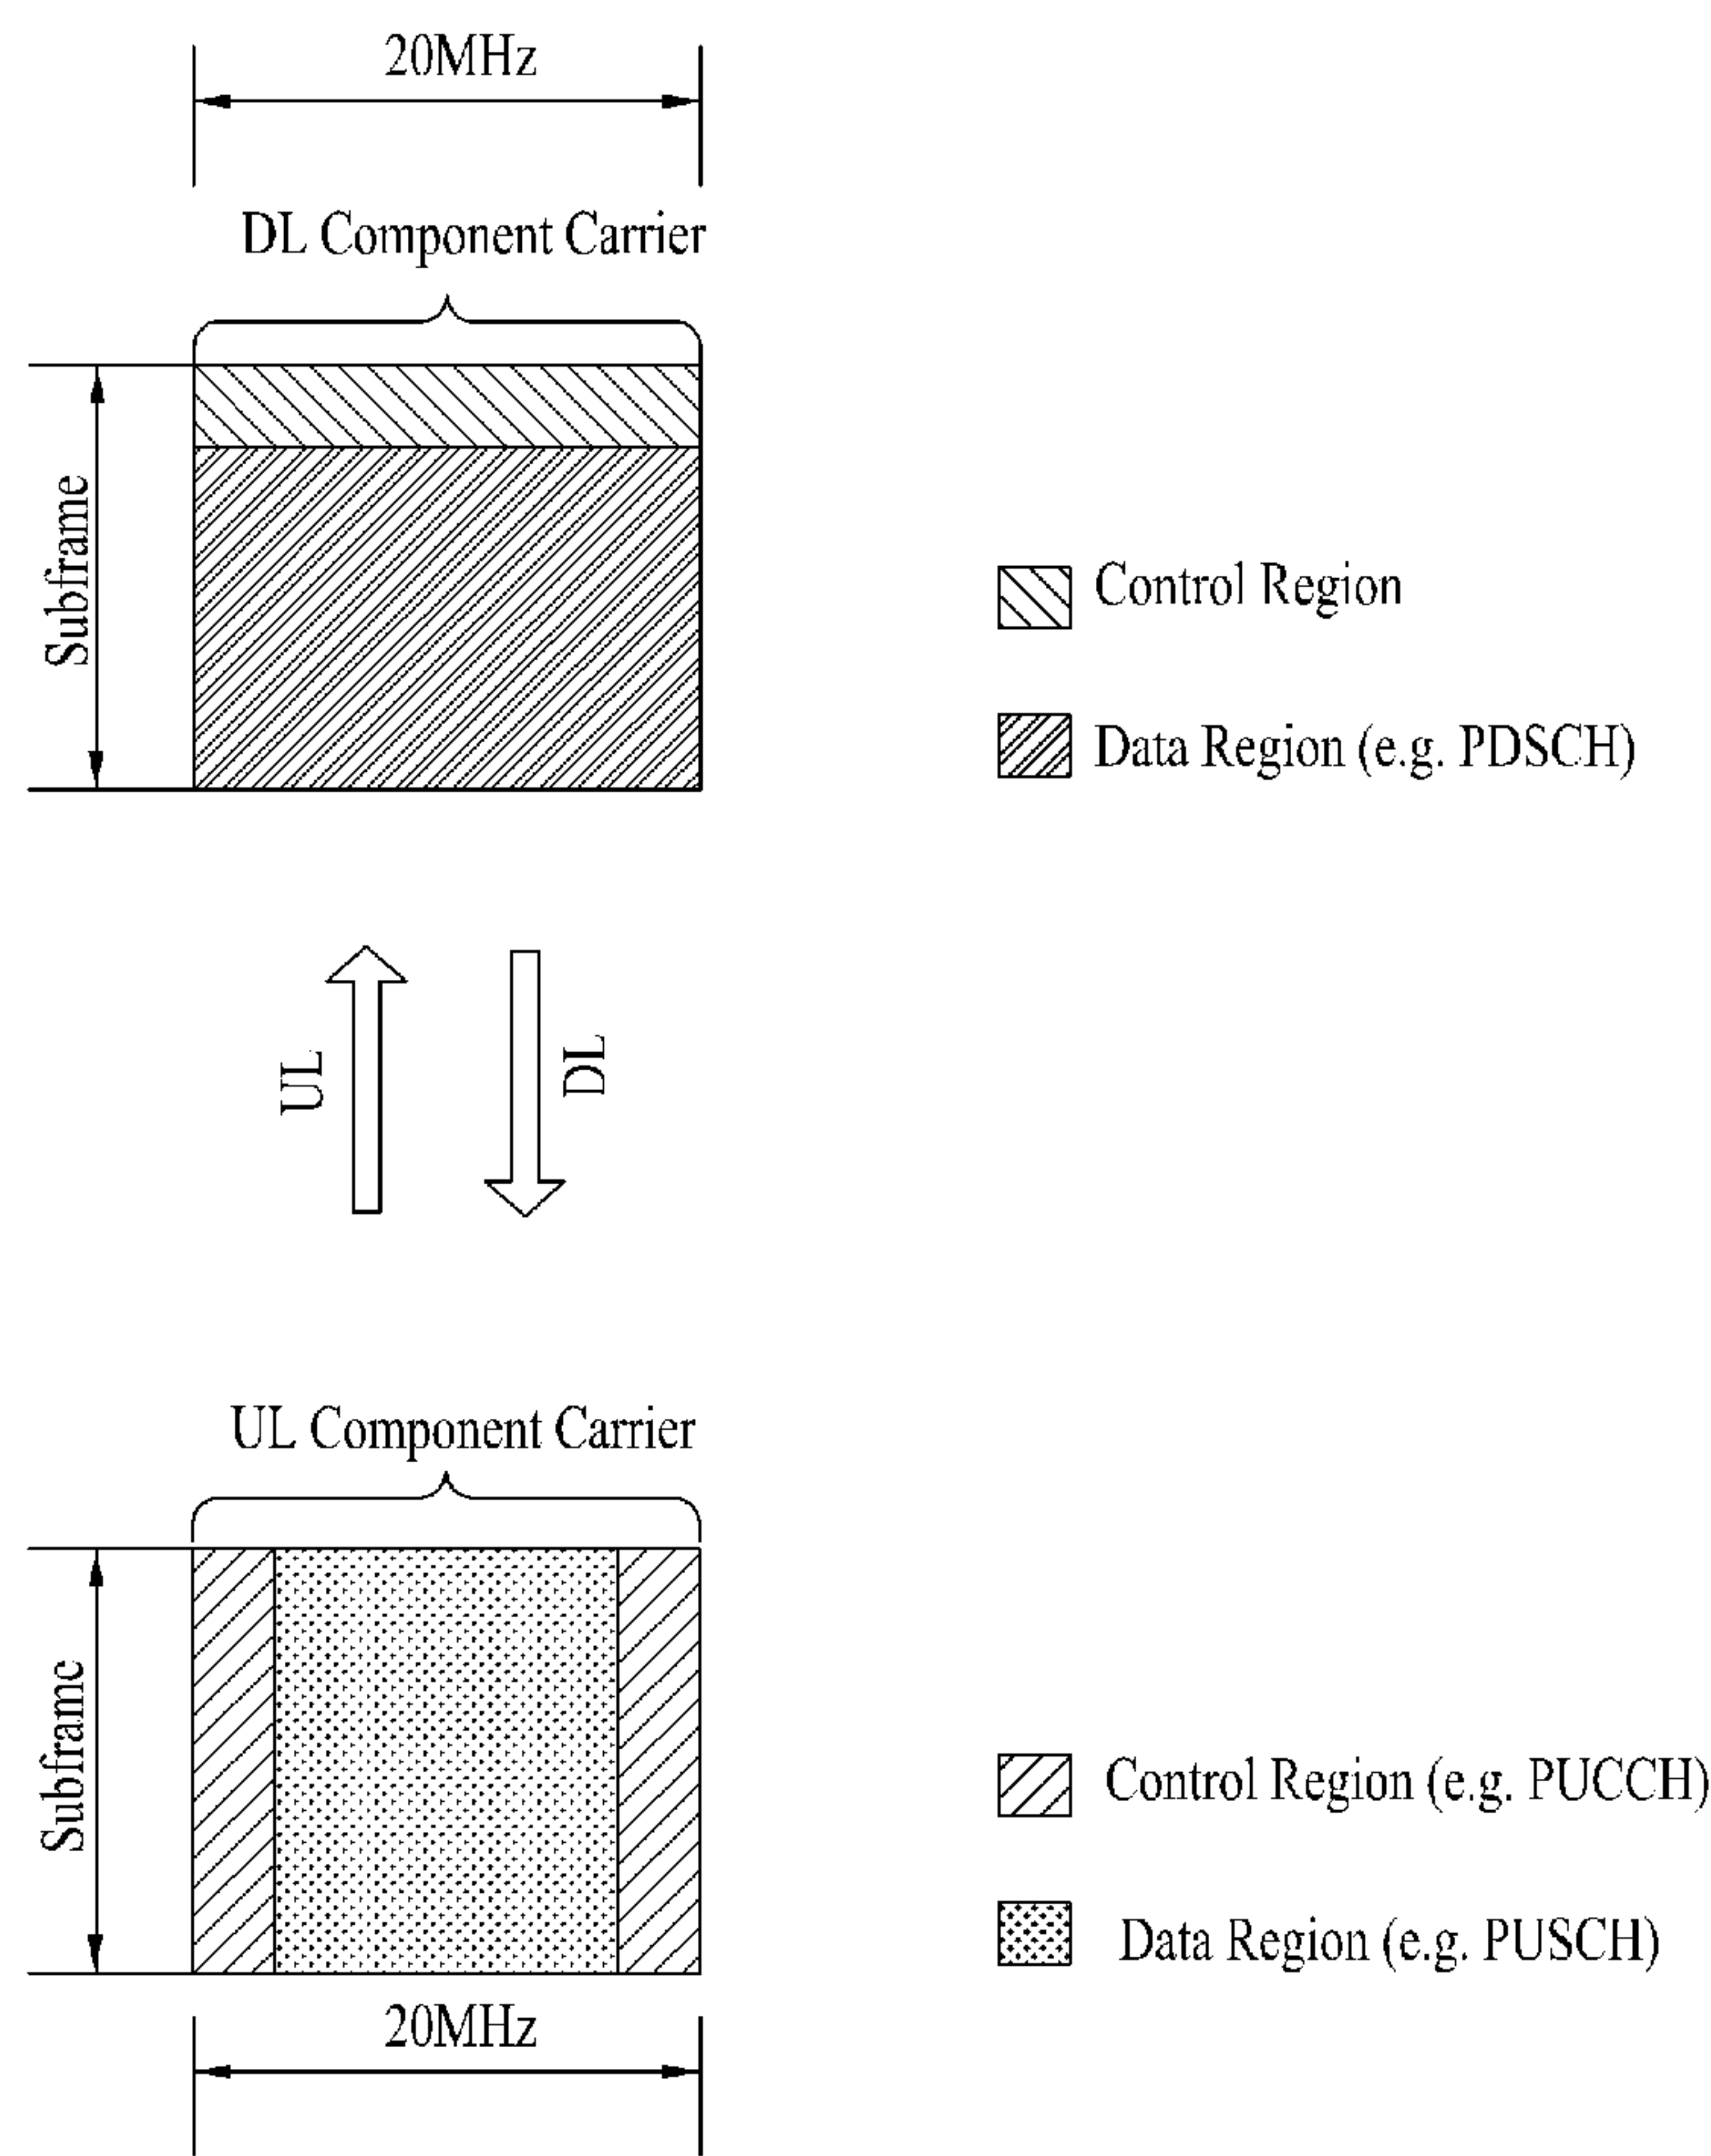 20MHz
DL Component Carrier
Subframe
Control Region
Data Region (e.g. PDSCH)
UL
DL
UL Component Carrier
Subframe
Control Region (e.g. PUCCH)
Data Region (e.g. PUSCH)
20MHz